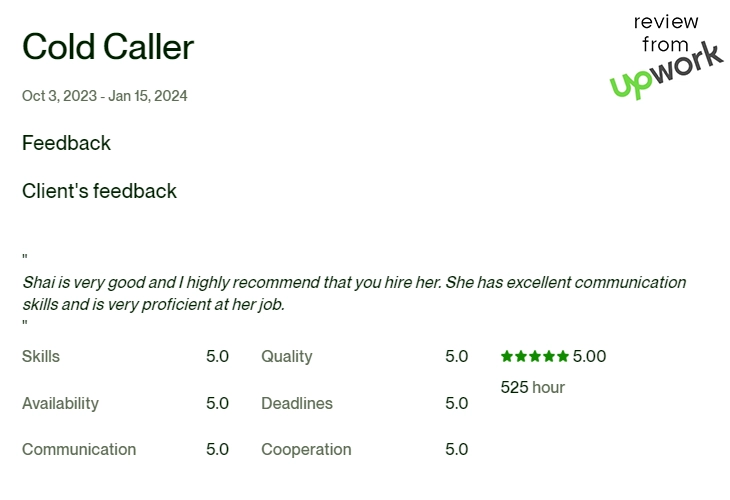 review
from
upwork
Cold Caller
Oct 3, 2023 - Jan 15, 2024
Feedback
Client's feedback
"
Shai is very good and I highly recommend that you hire her. She has excellent communication
skills and is very proficient at her job.
"
Skills 5.0 Quality 5.0 ★★★★★ 5.00
525 hour
Availability 5.0 Deadlines 5.0
Communication 5.0 Cooperation 5.0